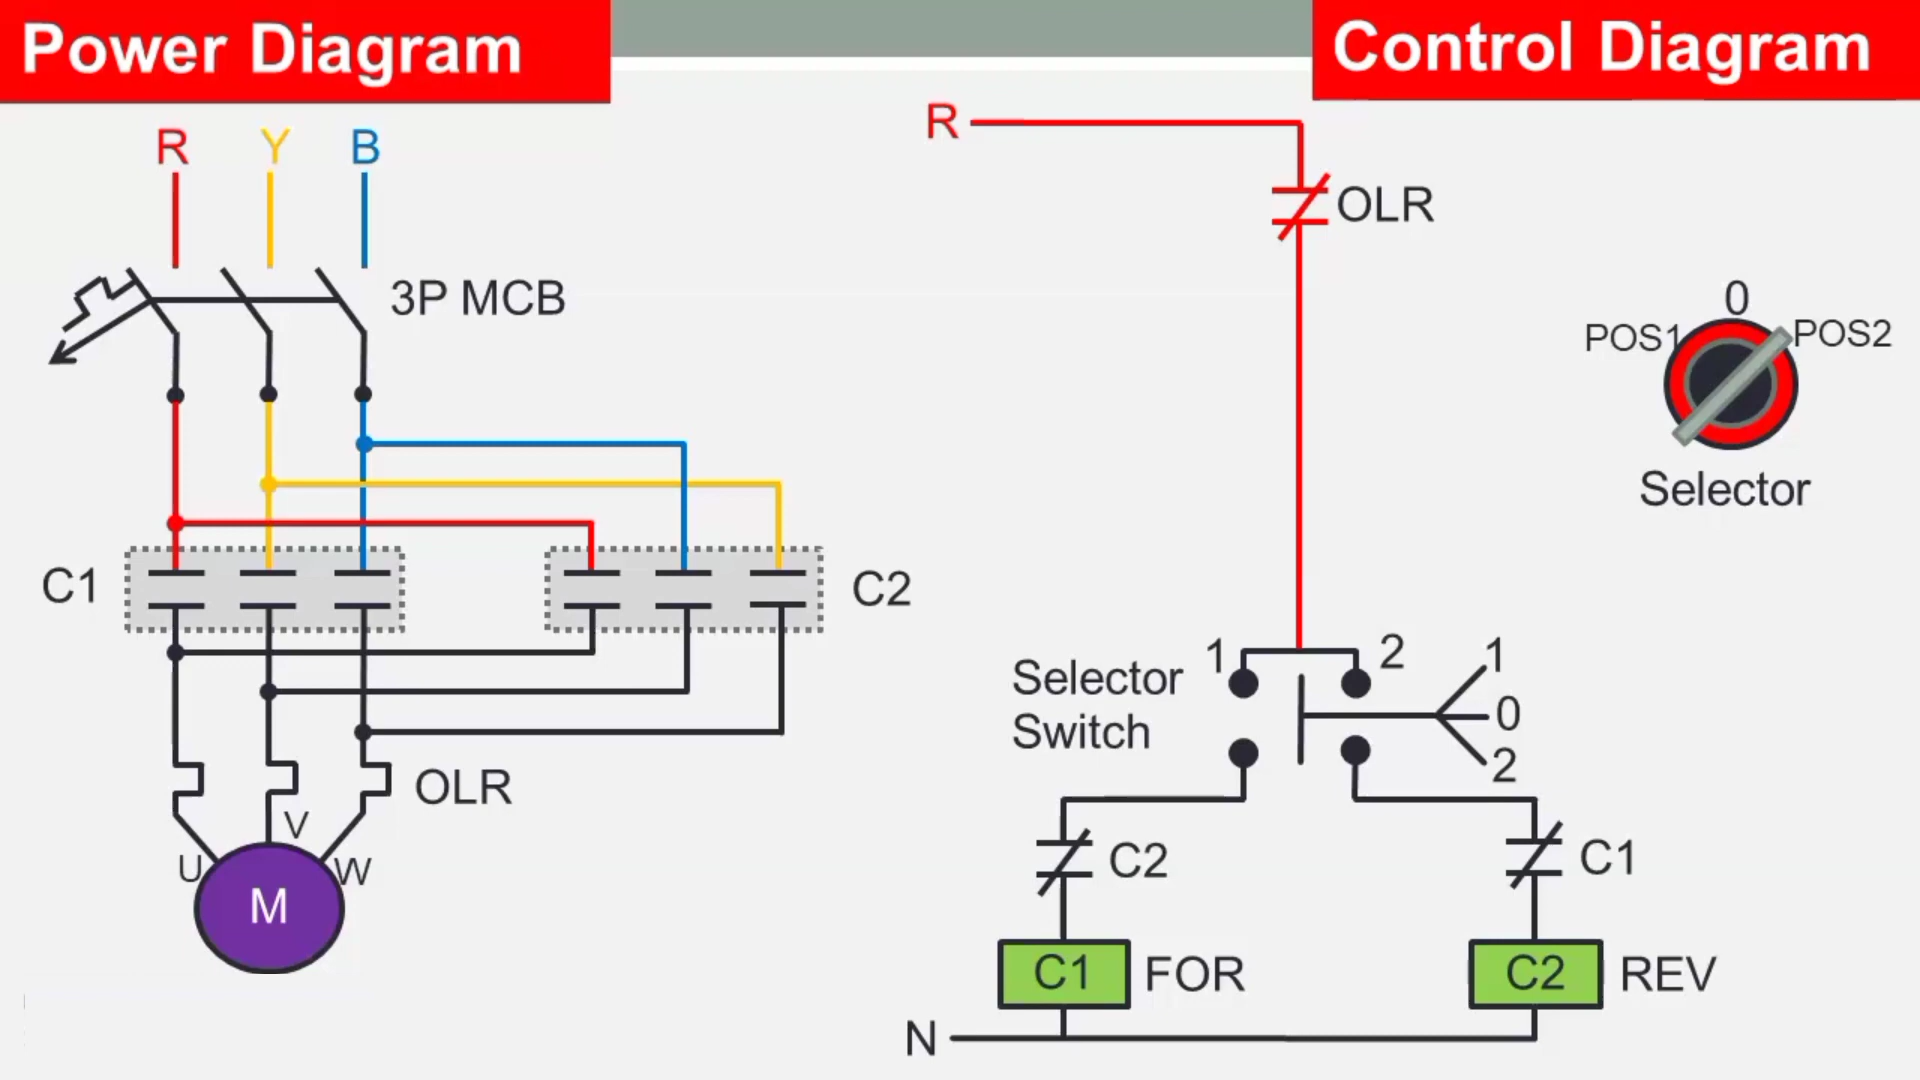 Power Diagram
Control Diagram
R Y B
3P MCB
C1
C2
OLR
U V W
M
R
OLR
0
POS1 POS2
Selector
Selector
Switch
1 2
1
0
2
C2
C1
C1 FOR
C2 REV
N